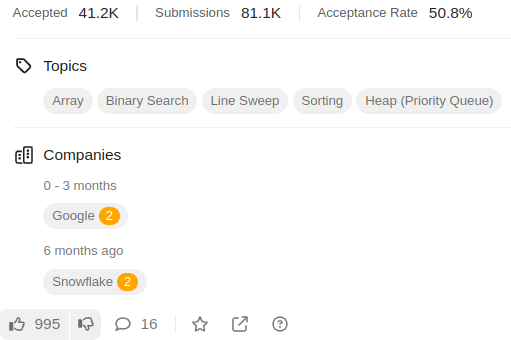 Accepted 41.2K Submissions 81.1K Acceptance Rate 50.8%
Topics
Array Binary Search Line Sweep Sorting Heap (Priority Queue)
Companies
0 - 3 months
Google 2
6 months ago
Snowflake 2
995 16